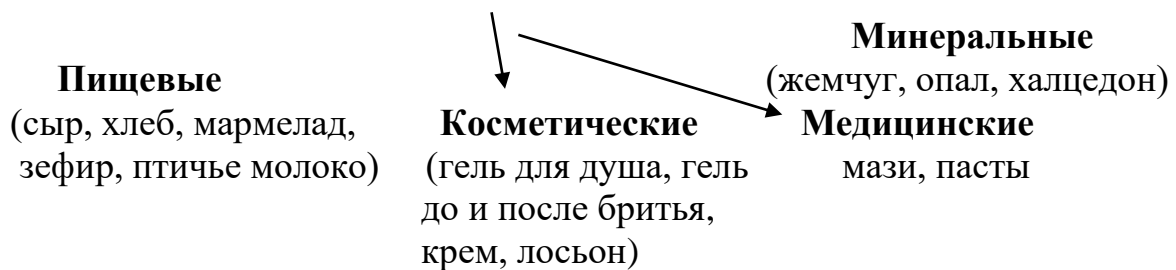 Минеральные
(жемчуг, опал, халцедон)
Пищевые
(сыр, хлеб, мармелад,
зефир, птичье молоко)
Косметические
(гель для душа, гель
до и после бритья,
крем, лосьон)
Медицинские
мази, пасты